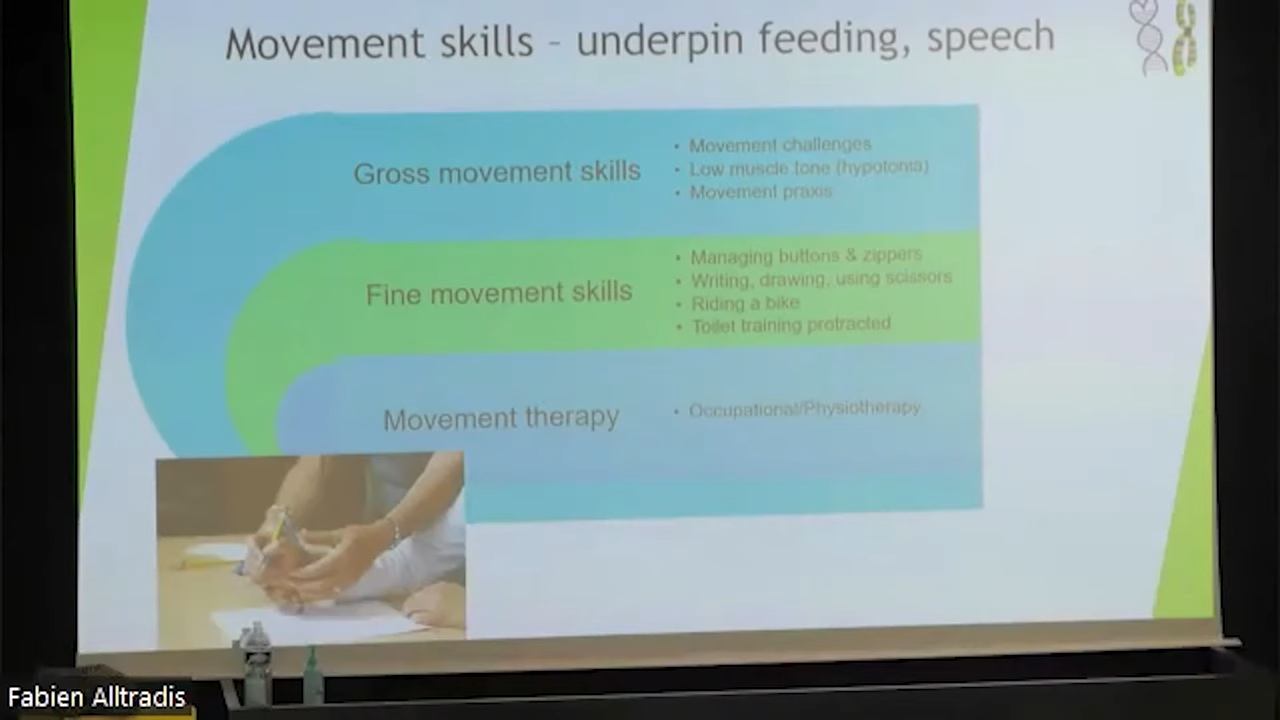 Movement skills - underpin feeding, speech
Gross movement skills
• Movement challenges
• Low muscle tone (hypotonia)
• Movement praxis
Fine movement skills
• Managing buttons & zippers
• Writing, drawing, using scissors
• Riding a bike
• Toilet training protracted
Movement therapy
• Occupational/Physiotherapy
Fabien Alltradis